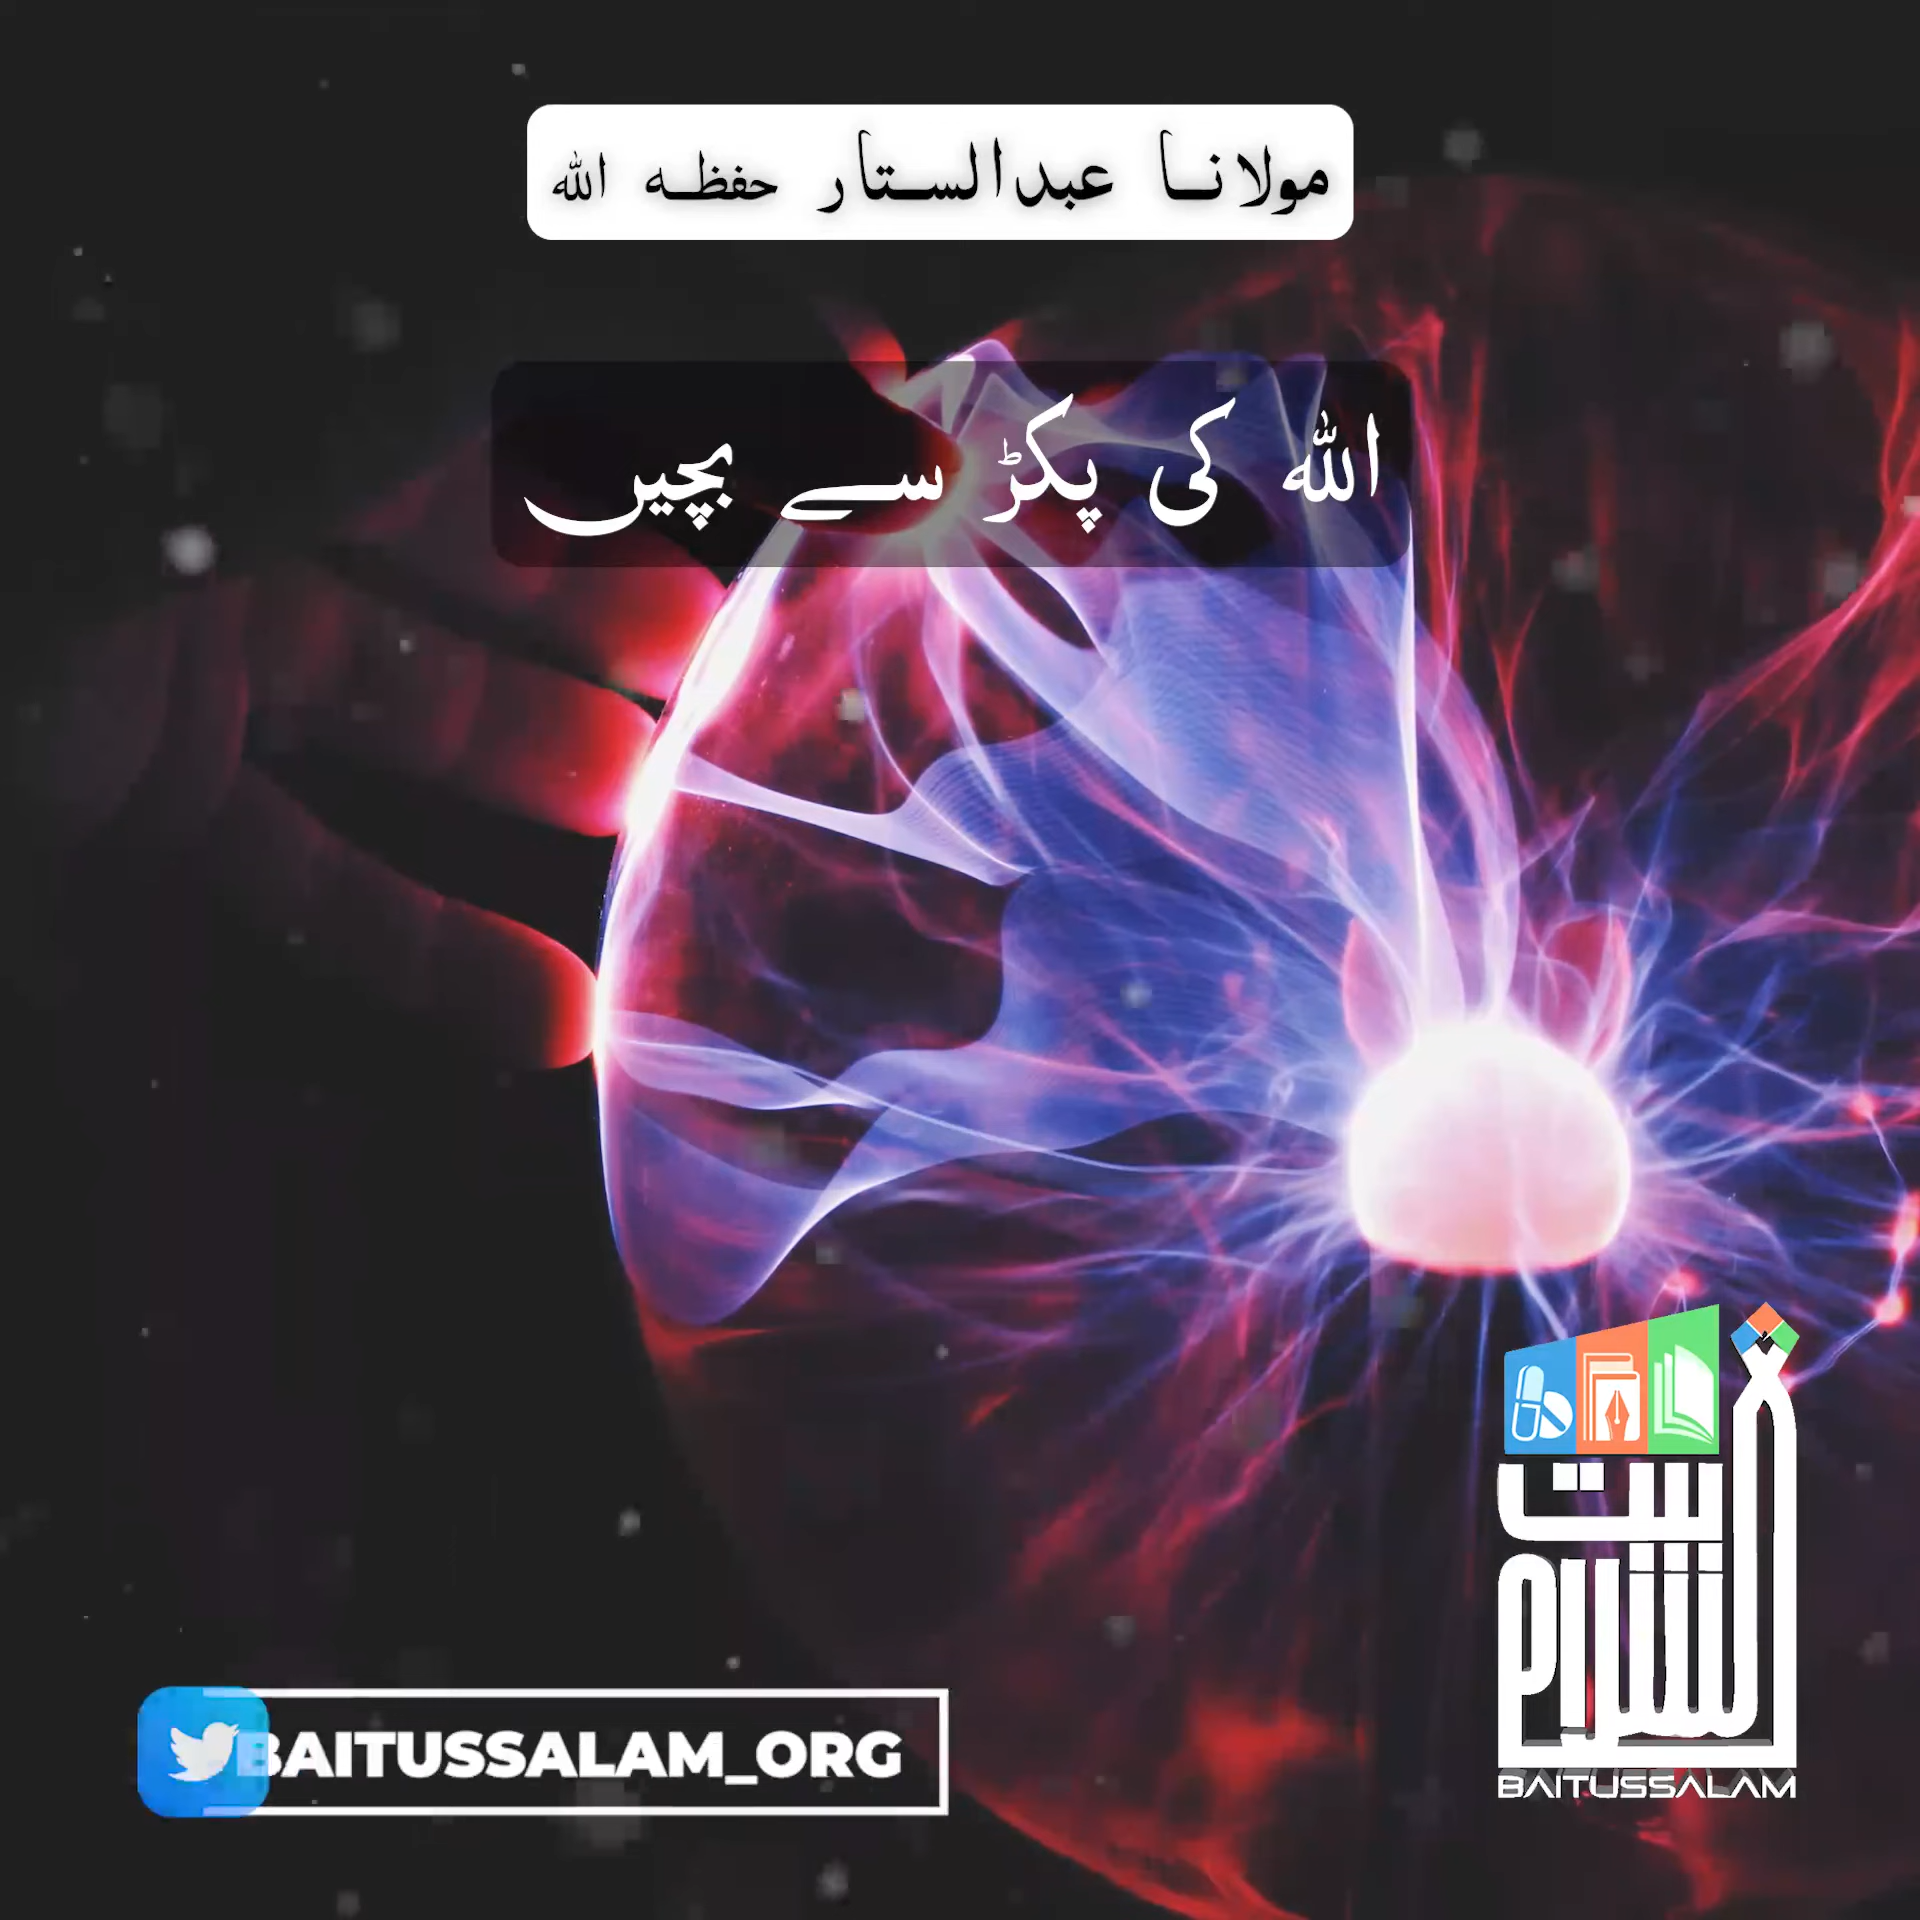 مولانا عبدالستار حفظہ اللہ
اللہ کی پکڑ سے بچیں
بیت السلام
BAITUSSALAM
BAITUSSALAM_ORG